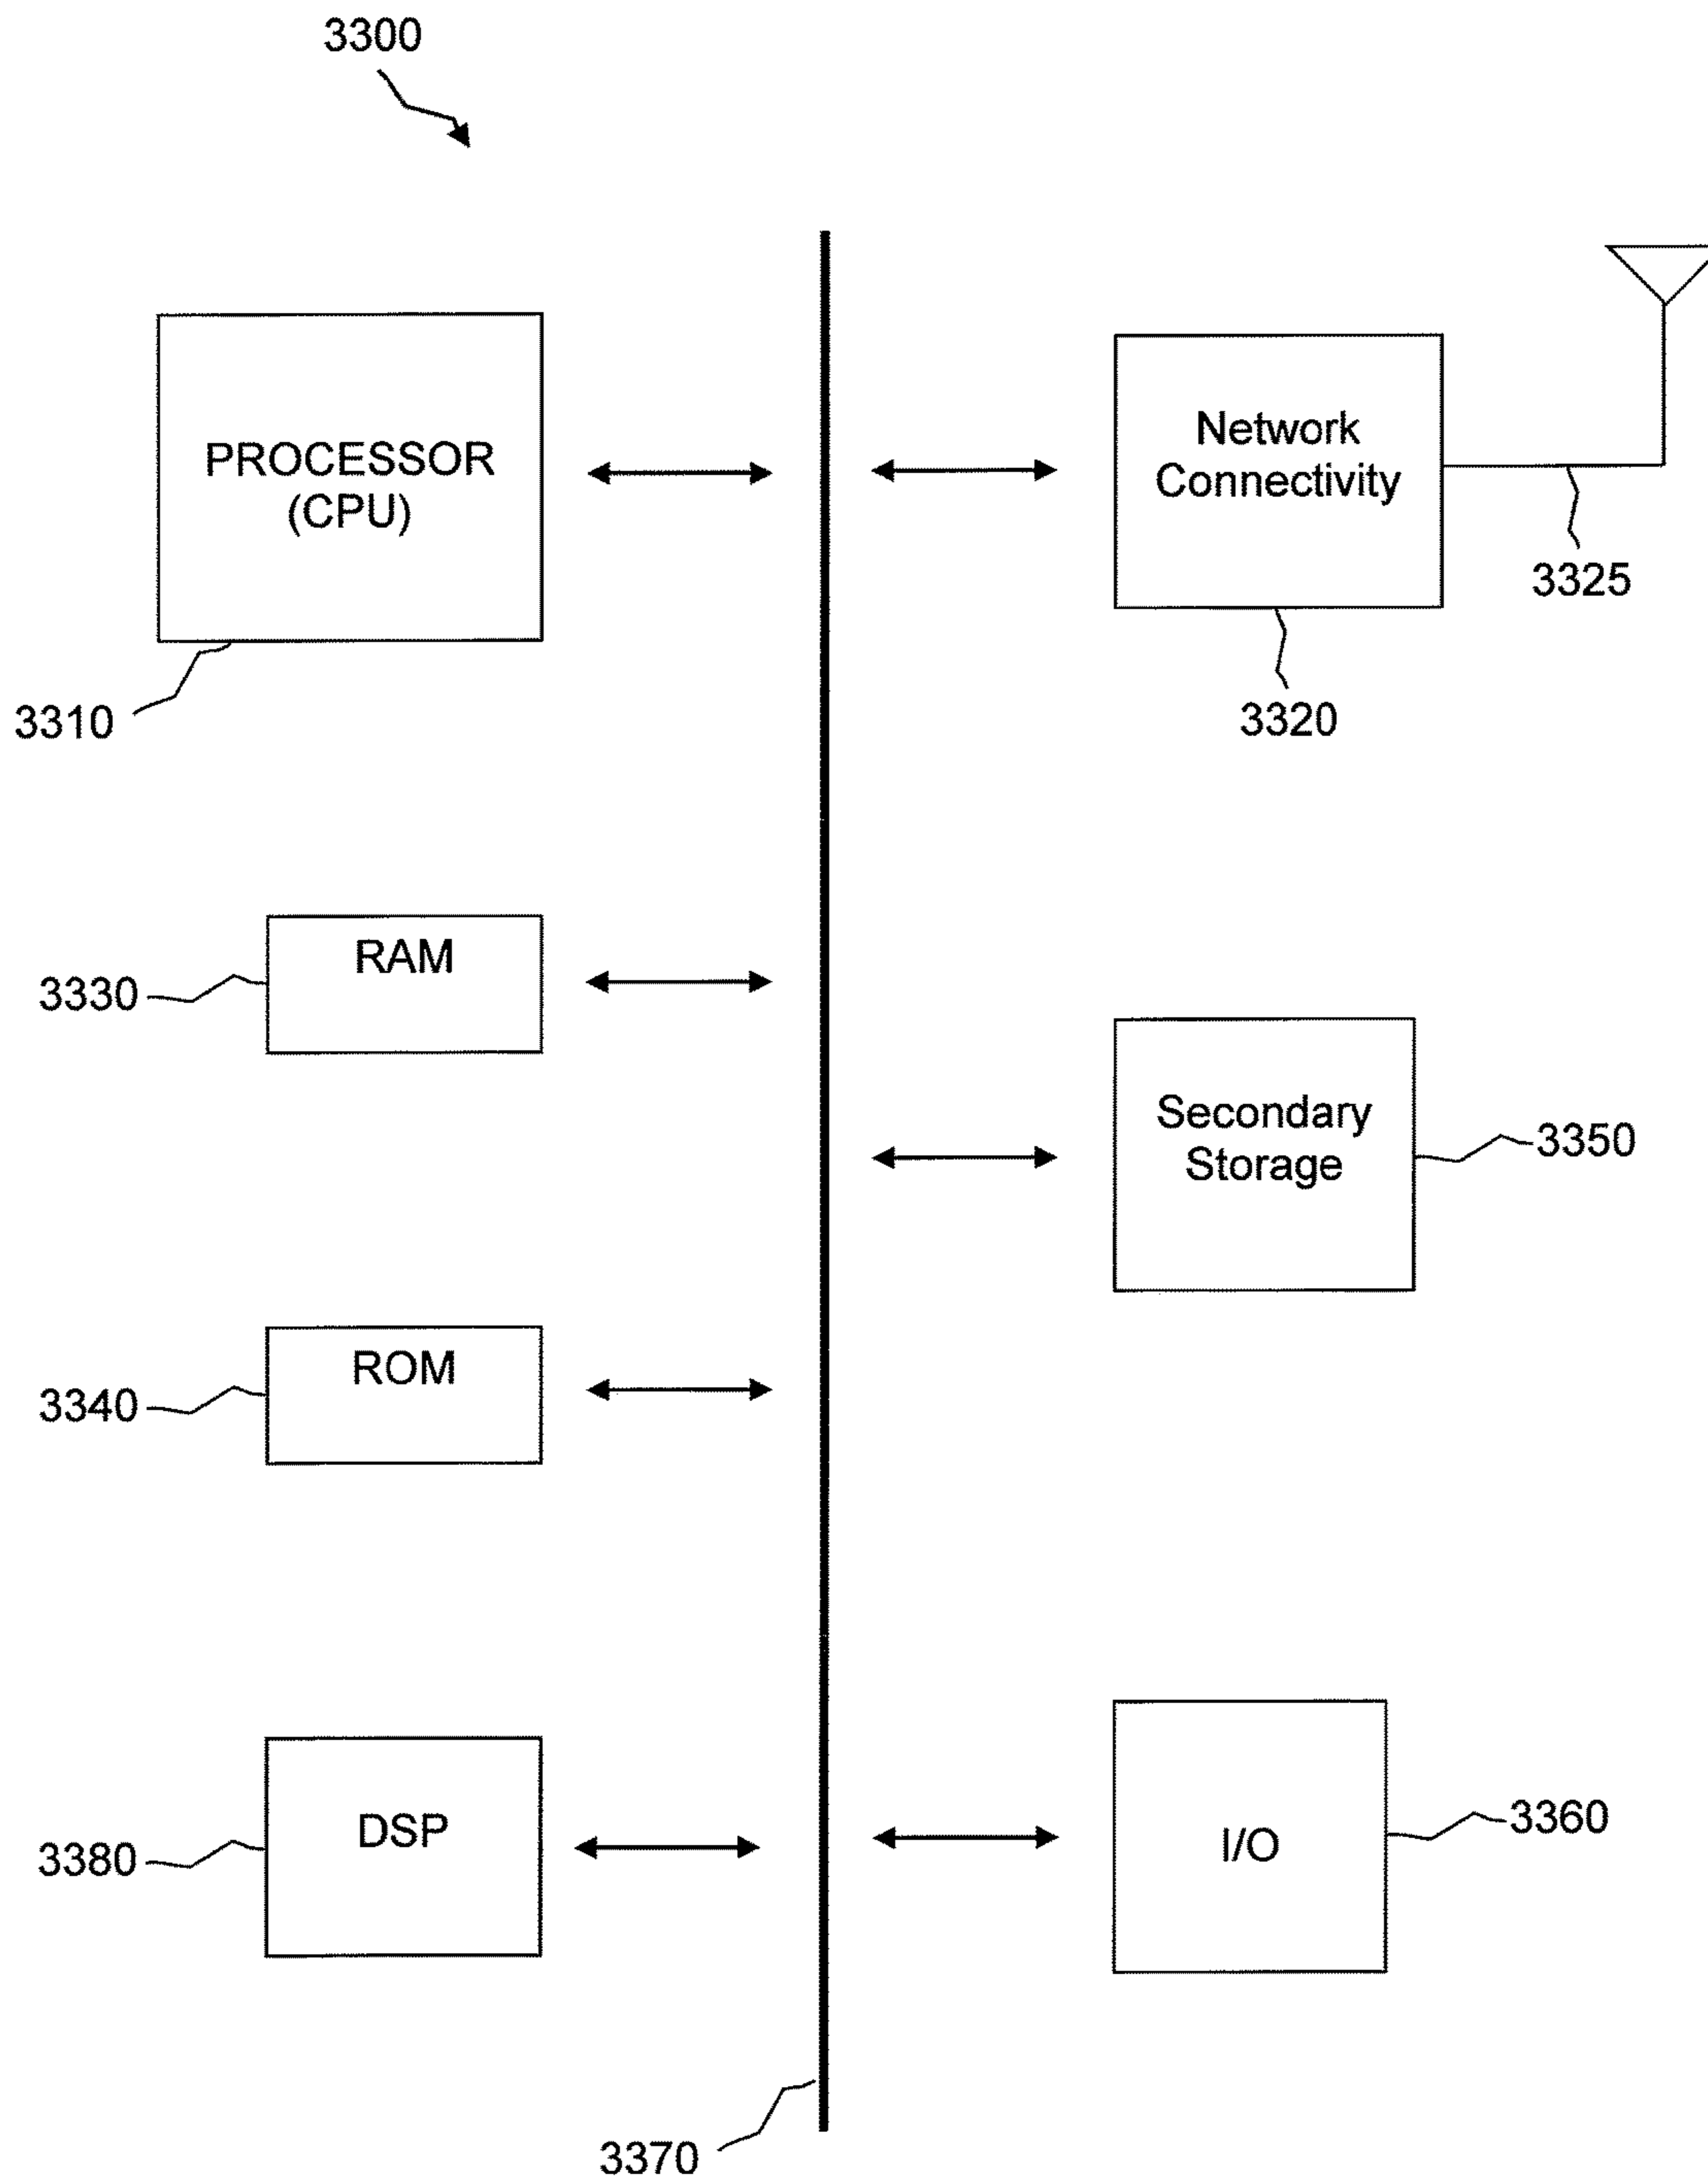 3300
PROCESSOR
(CPU)
3310
Network
Connectivity
3325
3320
RAM
3330
Secondary
Storage
3350
ROM
3340
DSP
3380
I/O
3360
3370